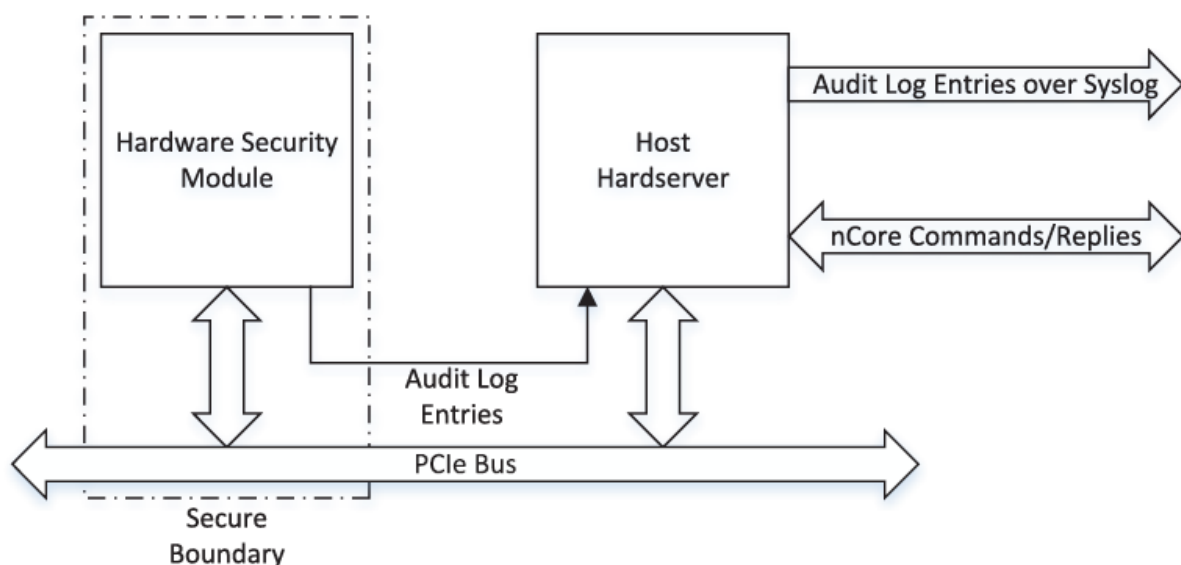 Hardware Security
Module
Host
Hardserver
Audit Log Entries over Syslog
nCore Commands/Replies
Audit Log
Entries
PCIe Bus
Secure
Boundary